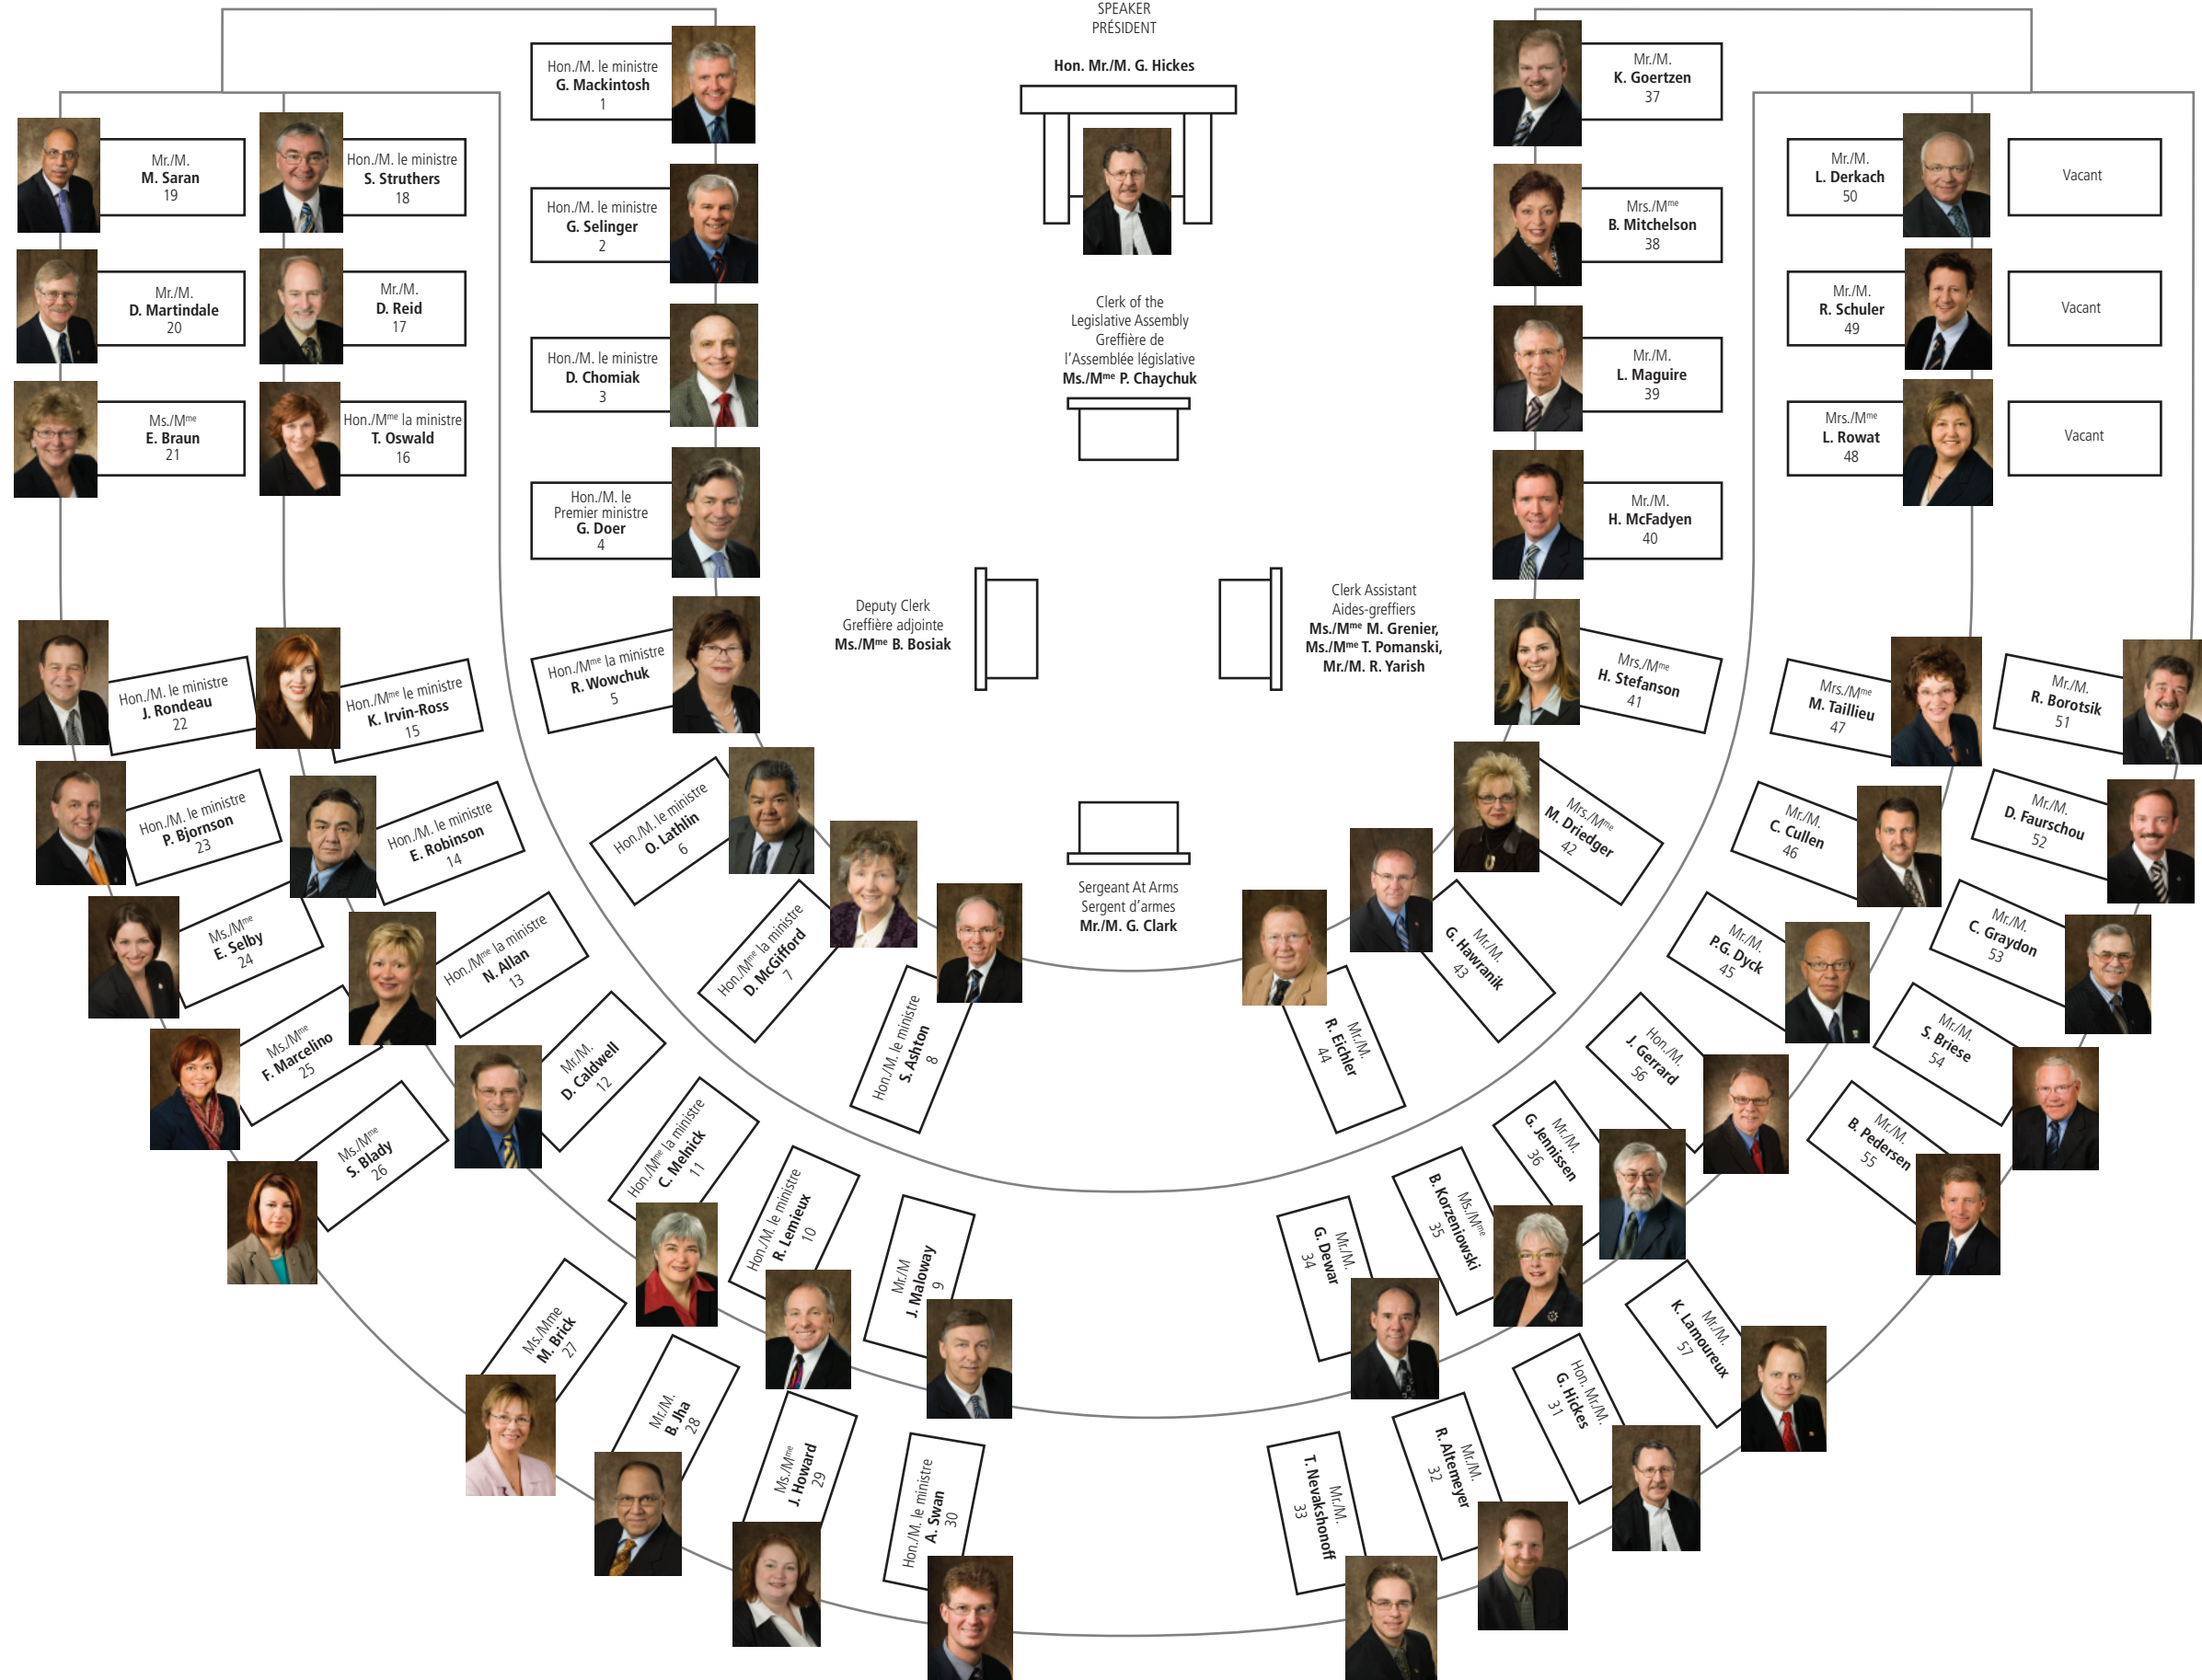 SPEAKER
PRÉSIDENT
Hon. Mr./M. G. Hickes
Clerk of the
Legislative Assembly
Greffière de
l'Assemblée législative
Ms./Mme P. Chaychuk
Deputy Clerk
Greffière adjointe
Ms./Mme B. Bosiak
Clerk Assistant
Aides-greffiers
Ms./Mme M. Grenier,
Ms./Mme T. Pomanski,
Mr./M. R. Yarish
Sergeant At Arms
Sergent d'armes
Mr./M. G. Clark
Hon./M. le ministre
G. Mackintosh
1
Hon./M. le ministre
G. Selinger
2
Hon./M. le ministre
D. Chomiak
3
Hon./M. le
Premier ministre
G. Doer
4
Hon./Mme la ministre
R. Wowchuk
5
Hon./M. le ministre
O. Lathlin
6
Hon./Mme la ministre
D. McGifford
7
Hon./M. le ministre
S. Ashton
8
Mr./M
J. Maloway
9
Hon./M. le ministre
R. Lemieux
10
Hon./Mme la ministre
C. Melnick
11
Mr./M.
D. Caldwell
12
Hon./Mme la ministre
N. Allan
13
Hon./M. le ministre
E. Robinson
14
Hon./Mme le ministre
K. Irvin-Ross
15
Hon./Mme la ministre
T. Oswald
16
Mr./M.
D. Reid
17
Hon./M. le ministre
S. Struthers
18
Mr./M.
M. Saran
19
Mr./M.
D. Martindale
20
Ms./Mme
E. Braun
21
Hon./M. le ministre
J. Rondeau
22
Hon./M. le ministre
P. Bjornson
23
Ms./Mme
E. Selby
24
Ms./Mme
F. Marcelino
25
Ms./Mme
S. Blady
26
Ms./Mme
M. Brick
27
Mr./M.
B. Jha
28
Ms./Mme
J. Howard
29
Hon./M. le ministre
A. Swan
30
Hon. Mr./M.
G. Hickes
31
Mr./M.
R. Altemeyer
32
Mr./M.
T. Nevakshonoff
33
Mr./M.
G. Dewar
34
Ms./Mme
B. Korzeniowski
35
Mr./M.
G. Jennissen
36
Mr./M.
K. Goertzen
37
Mrs./Mme
B. Mitchelson
38
Mr./M.
L. Maguire
39
Mr./M.
H. McFadyen
40
Mrs./Mme
H. Stefanson
41
Mrs./Mme
M. Driedger
42
Mr./M.
G. Hawranik
43
Mr./M.
R. Eichler
44
Mr./M.
P.G. Dyck
45
Mr./M.
C. Cullen
46
Mrs./Mme
M. Taillieu
47
Mrs./Mme
L. Rowat
48
Mr./M.
R. Schuler
49
Mr./M.
L. Derkach
50
Vacant
Vacant
Vacant
Mr./M.
R. Borotsik
51
Mr./M.
D. Faurschou
52
Mr./M.
C. Graydon
53
Mr./M.
S. Briese
54
Mr./M.
B. Pedersen
55
Hon./M.
J. Gerrard
56
Mr./M.
K. Lamoureux
57